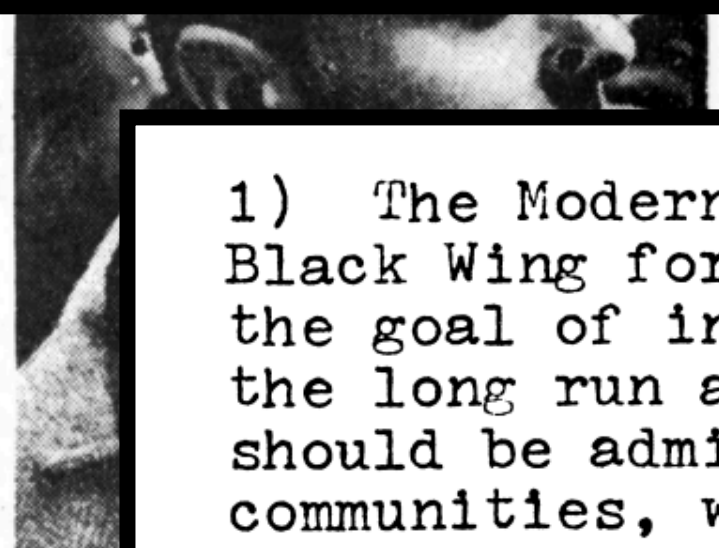 1) The Modern
Black Wing for
the goal of in
the long run a
should be admi
communities, w